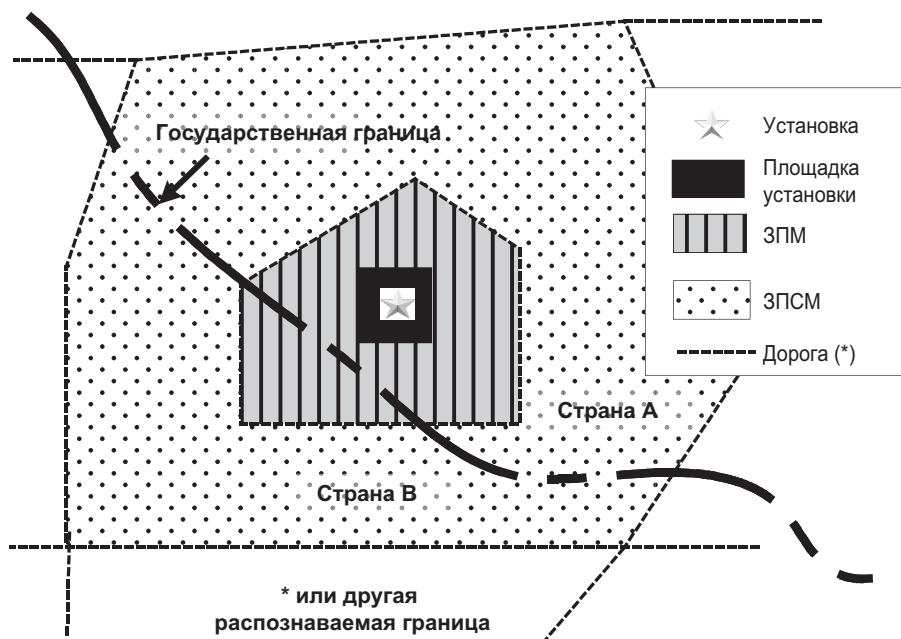 Государственная граница
Установка
Площадка
установки
ЗПМ
ЗПСМ
Дорога (*)
Страна А
Страна В
* или другая
распознаваемая граница